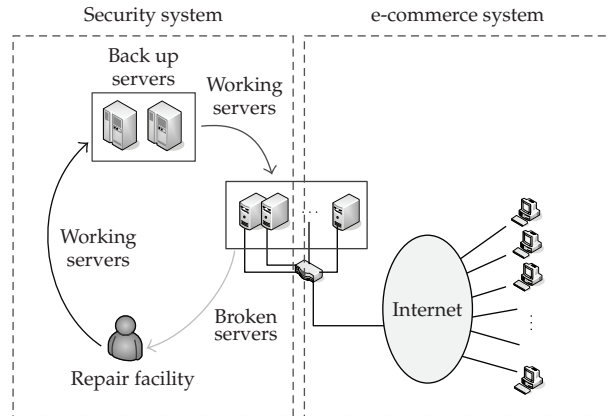 Security system
e-commerce system
Back up
servers
Working
servers
...
Working
servers
Broken
servers
Internet
Repair facility